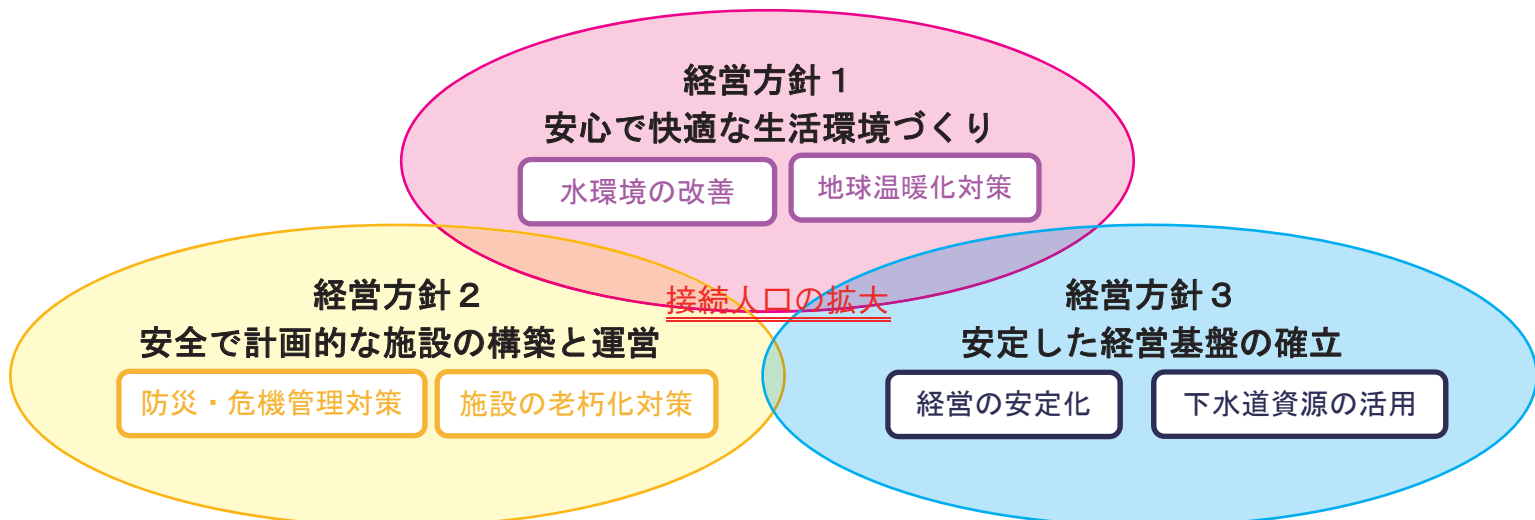 経営方針１
安心で快適な生活環境づくり
水環境の改善
地球温暖化対策
接続人口の拡大
経営方針２
安全で計画的な施設の構築と運営
防災・危機管理対策
施設の老朽化対策
経営方針３
安定した経営基盤の確立
経営の安定化
下水道資源の活用